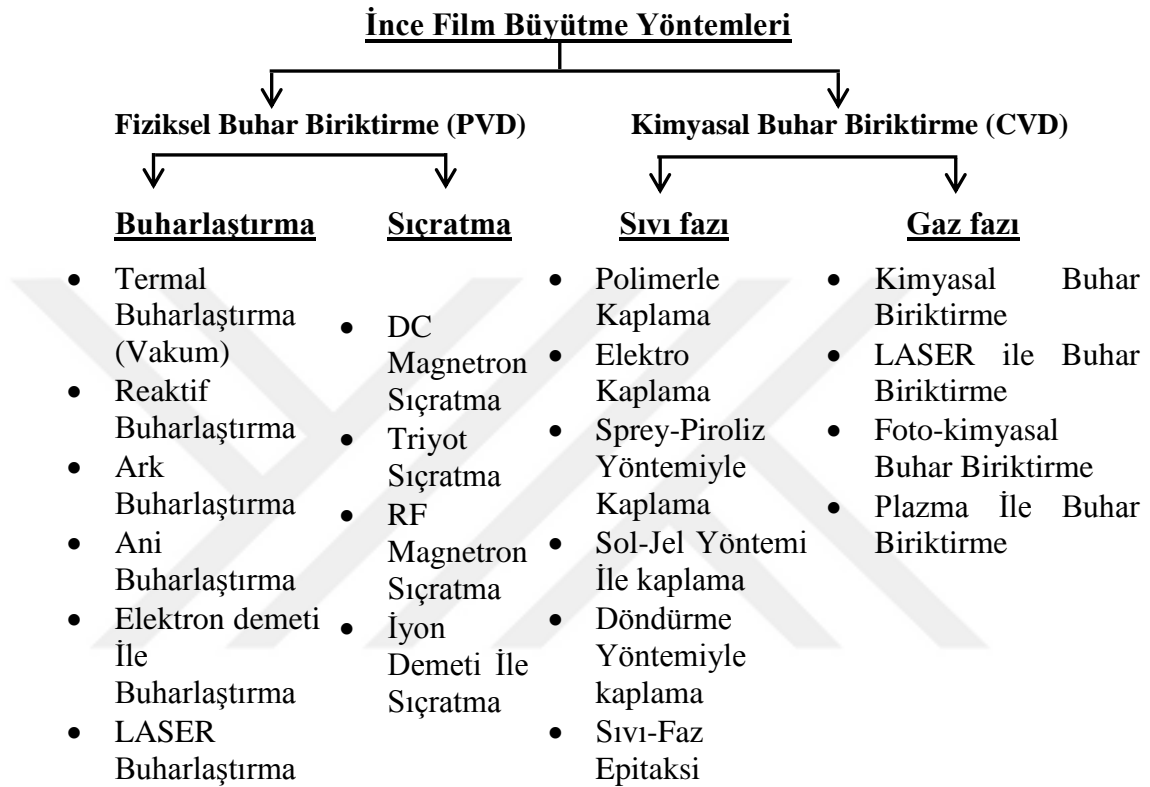 İnce Film Büyütme Yöntemleri
Fiziksel Buhar Biriktirme (PVD)
Kimyasal Buhar Biriktirme (CVD)
Buharlaştırma
• Termal
Buharlaştırma
(Vakum)
• Reaktif
Buharlaştırma
• Ark
Buharlaştırma
• Ani
Buharlaştırma
• Elektron demeti
İle
Buharlaştırma
• LASER
Buharlaştırma
Sıçratma
• DC
Magnetron
Sıçratma
• Triyot
Sıçratma
• RF
Magnetron
Sıçratma
• İyon
Demeti İle
Sıçratma
Sıvı fazı
• Polimerle
Kaplama
• Elektro
Kaplama
• Sprey-Piroliz
Yöntemiyle
Kaplama
• Sol-Jel Yöntemi
İle kaplama
• Döndürme
Yöntemiyle
kaplama
• Sıvı-Faz
Epitaksi
Gaz fazı
• Kimyasal Buhar
Biriktirme
• LASER ile Buhar
Biriktirme
• Foto-kimyasal
Buhar Biriktirme
• Plazma İle Buhar
Biriktirme